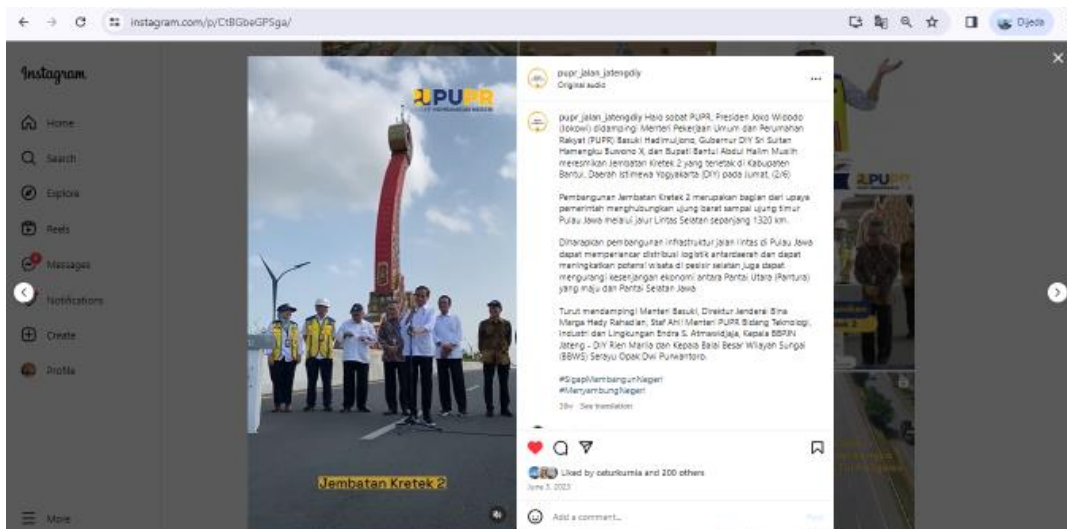 instagram.com/p/CtBGbeGPSga/
Dijeda
Instagram
Home
Search
Explore
Reels
Messages
Notifications
Create
Profile
More
PUPR
Jembatan Kretek 2
pupr_jalan_jatengdiy
Original audio
pupr_jalan_jatengdiy Halo sobat PUPR, Presiden Joko Widodo
(Jokowi) didampingi Menteri Pekerjaan Umum dan Perumahan
Rakyat (PUPR) Basuki Hadimuljono, Gubernur DIY Sri Sultan
Hamengku Buwono X, dan Bupati Bantul Abdul Halim Muslih
meresmikan Jembatan Kretek 2 yang terletak di Kabupaten
Bantul, Daerah Istimewa Yogyakarta (DIY) pada Jumat, (2/6)
Pembangunan Jembatan Kretek 2 merupakan bagian dari upaya
pemerintah menghubungkan ujung barat sampai ujung timur
Pulau Jawa melalui jalur Lintas Selatan sepanjang 1320 km.
Diharapkan pembangunan infrastruktur jalan lintas di Pulau Jawa
dapat memperlancar distribusi logistik antardaerah dan dapat
meningkatkan potensi wisata di pesisir selatan juga dapat
mengurangi kesenjangan ekonomi antara Pantai Utara (Pantura)
yang maju dan Pantai Selatan Jawa
Turut mendampingi Menteri Basuki, Direktur Jenderal Bina
Marga Hedy Rahadian, Staf Ahli Menteri PUPR Bidang Teknologi,
Industri dan Lingkungan Endra S. Atmawidjaja, Kepala BBPJN
Jateng - DIY Rien Marlia dan Kepala Balai Besar Wilayah Sungai
(BBWS) Serayu Opak Dwi Purwantoro.
#SigapMembangunNegeri
#MenyambungNegeri
See translation
Liked by caturkurnia and 200 others
June 3, 2023
Add a comment...
Post
PUPR